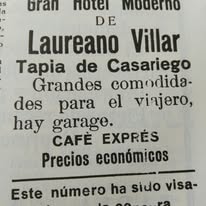 Gran Hotel Moderno
DE
Laureano Villar
Tapia de Casariego
Grandes comodida-
des para el viajero,
hay garage.
CAFÉ EXPRÉS
Precios económicos
Este número ha sido visa-